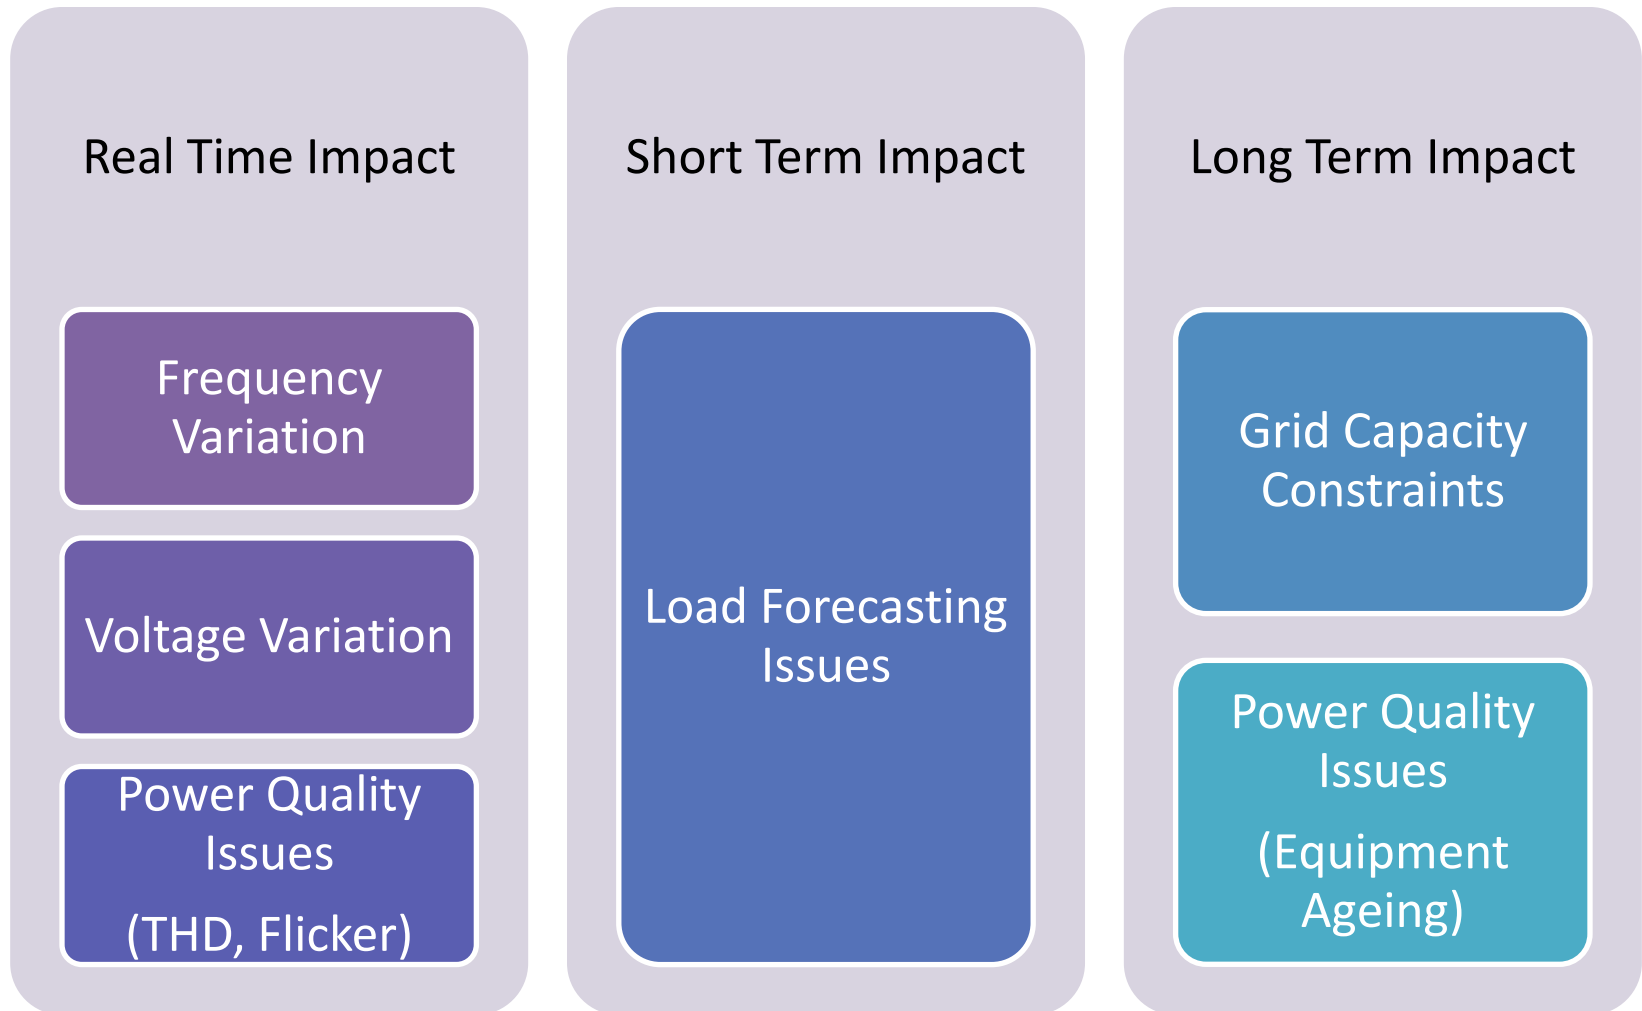 Real Time Impact
Frequency
Variation
Voltage Variation
Power Quality
Issues
(THD, Flicker)
Short Term Impact
Load Forecasting
Issues
Long Term Impact
Grid Capacity
Constraints
Power Quality
Issues
(Equipment
Ageing)